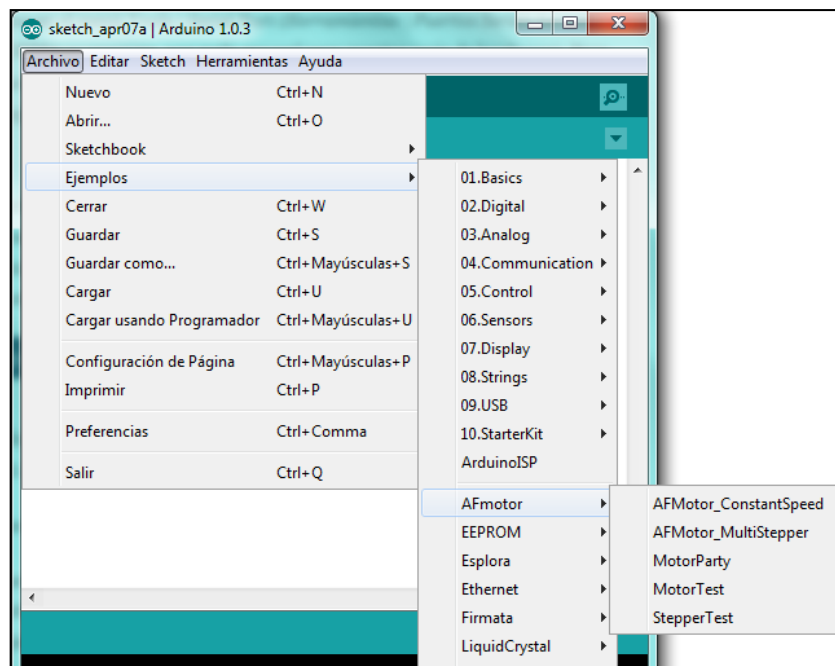 sketch_apr07a | Arduino 1.0.3
Archivo Editar Sketch Herramientas Ayuda
Nuevo Ctrl+N
Abrir... Ctrl+O
Sketchbook
Ejemplos
Cerrar Ctrl+W
Guardar Ctrl+S
Guardar como... Ctrl+Mayúsculas+S
Cargar Ctrl+U
Cargar usando Programador Ctrl+Mayúsculas+U
Configuración de Página Ctrl+Mayúsculas+P
Imprimir Ctrl+P
Preferencias Ctrl+Comma
Salir Ctrl+Q
01.Basics
02.Digital
03.Analog
04.Communication
05.Control
06.Sensors
07.Display
08.Strings
09.USB
10.StarterKit
ArduinoISP
AFmotor
EEPROM
Esplora
Ethernet
Firmata
LiquidCrystal
AFMotor_ConstantSpeed
AFMotor_MultiStepper
MotorParty
MotorTest
StepperTest